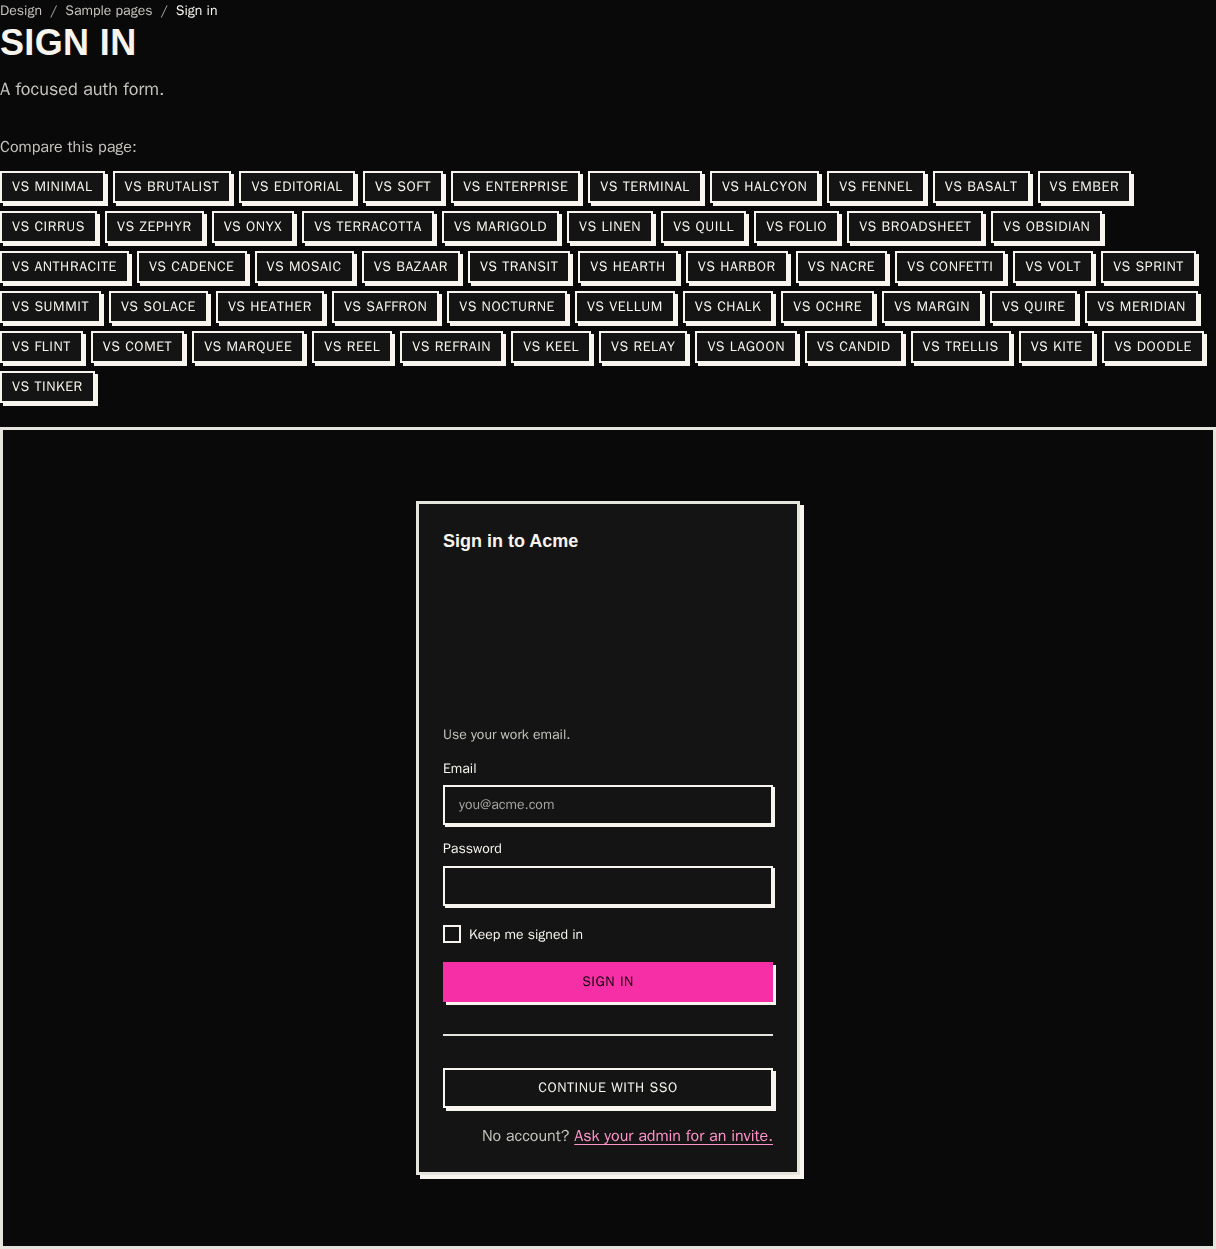 Design / Sample pages / Sign in
SIGN IN
A focused auth form.
Compare this page:
VS MINIMAL VS BRUTALIST VS EDITORIAL VS SOFT VS ENTERPRISE VS TERMINAL VS HALCYON VS FENNEL VS BASALT VS EMBER
VS CIRRUS VS ZEPHYR VS ONYX VS TERRACOTTA VS MARIGOLD VS LINEN VS QUILL VS FOLIO VS BROADSHEET VS OBSIDIAN
VS ANTHRACITE VS CADENCE VS MOSAIC VS BAZAAR VS TRANSIT VS HEARTH VS HARBOR VS NACRE VS CONFETTI VS VOLT VS SPRINT
VS SUMMIT VS SOLACE VS HEATHER VS SAFFRON VS NOCTURNE VS VELLUM VS CHALK VS OCHRE VS MARGIN VS QUIRE VS MERIDIAN
VS FLINT VS COMET VS MARQUEE VS REEL VS REFRAIN VS KEEL VS RELAY VS LAGOON VS CANDID VS TRELLIS VS KITE VS DOODLE
VS TINKER
Sign in to Acme
Use your work email.
Email
you@acme.com
Password
Keep me signed in
SIGN IN
CONTINUE WITH SSO
No account? Ask your admin for an invite.